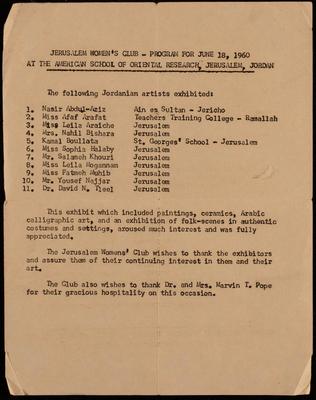 JERUSALEM WOMEN'S CLUB - PROGRAM FOR JUNE 18, 1960
AT THE AMERICAN SCHOOL OF ORIENTAL RESEARCH, JERUSALEM, JORDAN
The following Jordanian artists exhibited:
1. Nasir Abdul-Aziz Ain es Sultan - Jericho
2. Miss Afaf Arafat Teachers Training College - Ramallah
3. Miss Leila Araiche Jerusalem
4. Mrs. Nahil Bishara Jerusalem
5. Kamal Boullata St. Georges' School - Jerusalem
6. Miss Sophia Halaby Jerusalem
7. Mr. Salameh Khouri Jerusalem
8. Miss Leila Mogannam Jerusalem
9. Miss Fatmeh Muhib Jerusalem
10. Mr. Yousef Najjar Jerusalem
11. Dr. David N. Tleel Jerusalem
This exhibit which included paintings, ceramics, Arabic
calligraphic art, and an exhibition of folk-scenes in authentic
costumes and settings, aroused much interest and was fully
appreciated.
The Jerusalem Womens' Club wishes to thank the exhibitors
and assure them of their continuing interest in them and their
art.
The Club also wishes to thank Dr. and Mrs. Marvin T. Pope
for their gracious hospitality on this occasion.